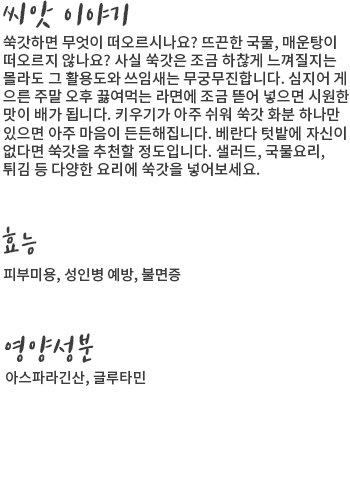 씨앗 이야기
쑥갓하면 무엇이 떠오르시나요? 뜨끈한 국물, 매운탕이
떠오르지 않나요? 사실 쑥갓은 조금 하찮게 느껴질지는
몰라도 그 활용도와 쓰임새는 무궁무진합니다. 심지어 게
으른 주말 오후 끓여먹는 라면에 조금 뜯어 넣으면 시원한
맛이 배가 됩니다. 키우기가 아주 쉬워 쑥갓 화분 하나만
있으면 아주 마음이 든든해집니다. 베란다 텃밭에 자신이
없다면 쑥갓을 추천할 정도입니다. 샐러드, 국물요리,
튀김 등 다양한 요리에 쑥갓을 넣어보세요.
효능
피부미용, 성인병 예방, 불면증
영양성분
아스파라긴산, 글루타민